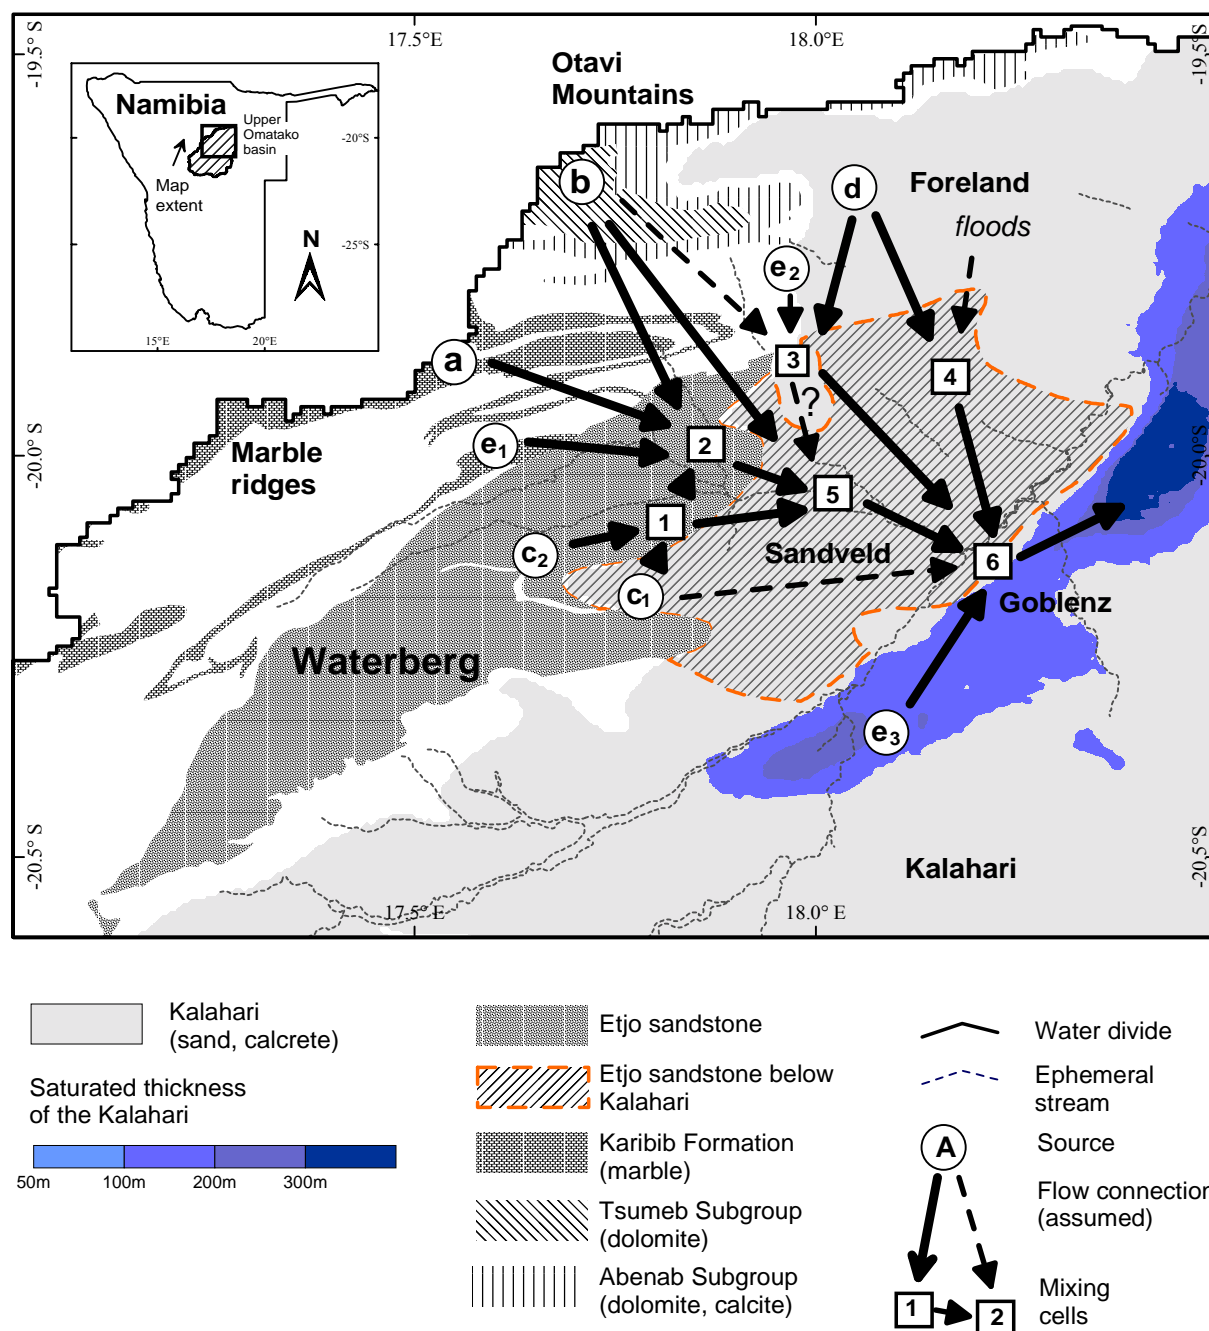 17.5°E
18.0°E
-19.5° S
-19,5°S
Otavi
Mountains
Namibia
Upper
Omatako
basin
-20°S
Map
extent
N
-25°S
15°E
20°E
b
d
Foreland
floods
e2
a
3
4
?
Marble
ridges
e1
2
-20.0° S
-20.0°S
5
1
c2
Sandveld
6
c1
Goblenz
Waterberg
e3
-20.5° S
-20,5°S
Kalahari
17.5° E
18.0° E
Kalahari
(sand, calcrete)
Saturated thickness
of the Kalahari
50m 100m 200m 300m
Etjo sandstone
Etjo sandstone below
Kalahari
Karibib Formation
(marble)
Tsumeb Subgroup
(dolomite)
Abenab Subgroup
(dolomite, calcite)
Water divide
Ephemeral
stream
A
Source
Flow connection
(assumed)
1
2
Mixing
cells